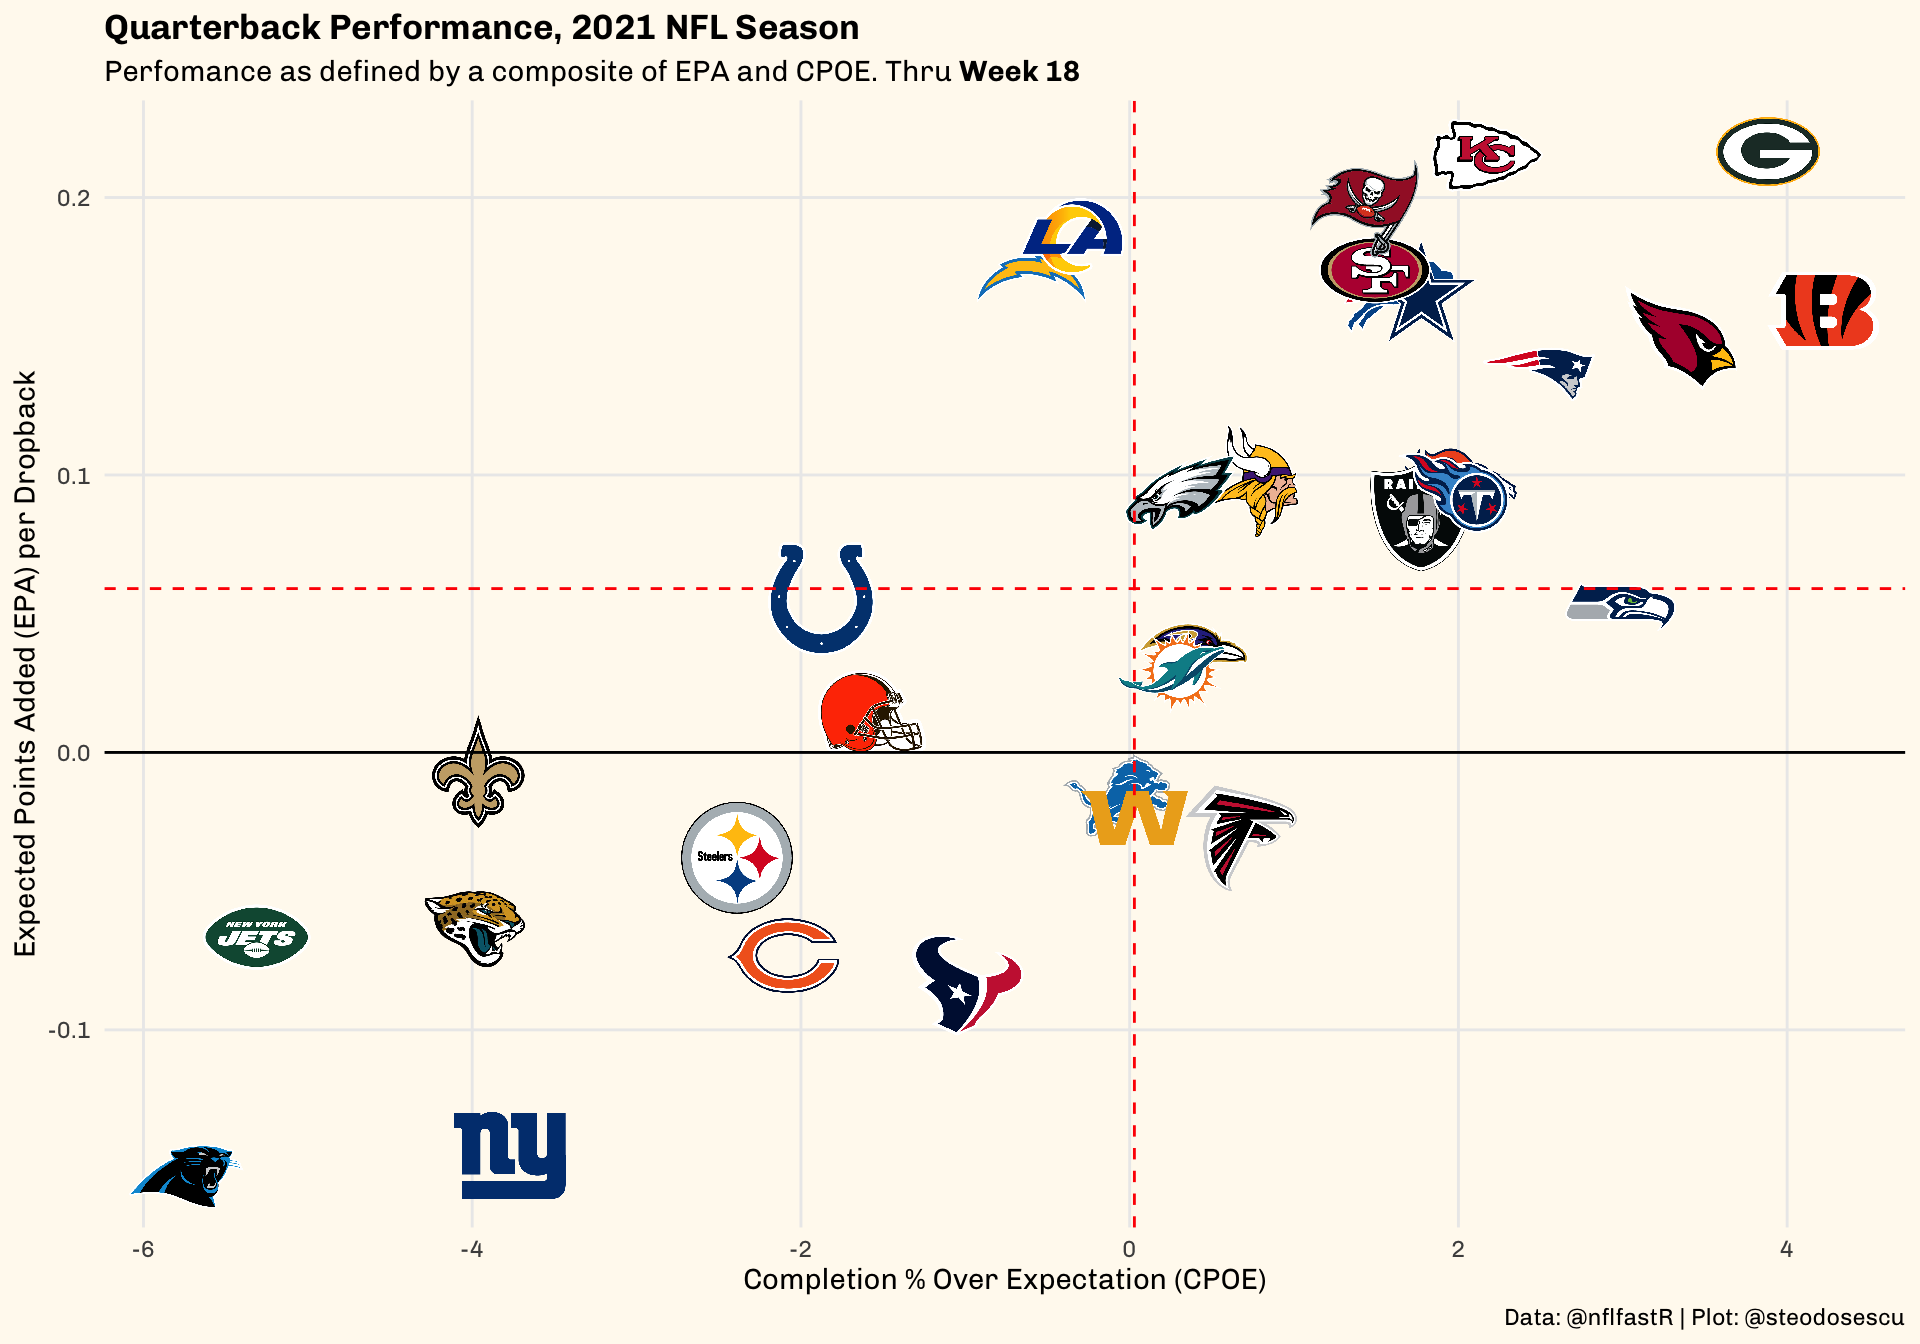 Quarterback Performance, 2021 NFL Season
Perfomance as defined by a composite of EPA and CPOE. Thru Week 18
Expected Points Added (EPA) per Dropback
0.2
0.1
0.0
-0.1
KC
G
LA
SF
B
RAI
T
Steelers
W
NEW YORK
JETS
C
ny
-6
-4
-2
0
2
4
Completion % Over Expectation (CPOE)
Data: @nflfastR | Plot: @steodosescu